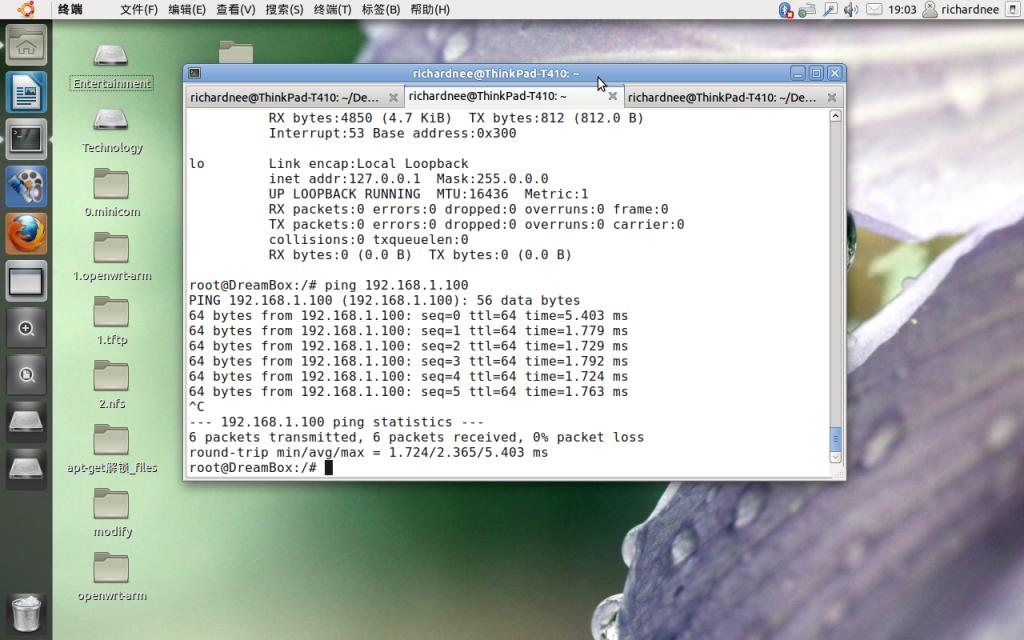 终端 文件(F) 编辑(E) 查看(V) 搜索(S) 终端(T) 标签(B) 帮助(H) 19:03 richardnee
Entertainment
Technology
0.minicom
1.openwrt-arm
1.tftp
2.nfs
apt-get解锁_files
modify
openwrt-arm
richardnee@ThinkPad-T410: ~
richardnee@ThinkPad-T410: ~/De... richardnee@ThinkPad-T410: ~ richardnee@ThinkPad-T410: ~/De...
RX bytes:4850 (4.7 KiB) TX bytes:812 (812.0 B)
Interrupt:53 Base address:0x300
lo Link encap:Local Loopback
inet addr:127.0.0.1 Mask:255.0.0.0
UP LOOPBACK RUNNING MTU:16436 Metric:1
RX packets:0 errors:0 dropped:0 overruns:0 frame:0
TX packets:0 errors:0 dropped:0 overruns:0 carrier:0
collisions:0 txqueuelen:0
RX bytes:0 (0.0 B) TX bytes:0 (0.0 B)
root@DreamBox:/# ping 192.168.1.100
PING 192.168.1.100 (192.168.1.100): 56 data bytes
64 bytes from 192.168.1.100: seq=0 ttl=64 time=5.403 ms
64 bytes from 192.168.1.100: seq=1 ttl=64 time=1.779 ms
64 bytes from 192.168.1.100: seq=2 ttl=64 time=1.729 ms
64 bytes from 192.168.1.100: seq=3 ttl=64 time=1.792 ms
64 bytes from 192.168.1.100: seq=4 ttl=64 time=1.724 ms
64 bytes from 192.168.1.100: seq=5 ttl=64 time=1.763 ms
^C
--- 192.168.1.100 ping statistics ---
6 packets transmitted, 6 packets received, 0% packet loss
round-trip min/avg/max = 1.724/2.365/5.403 ms
root@DreamBox:/#